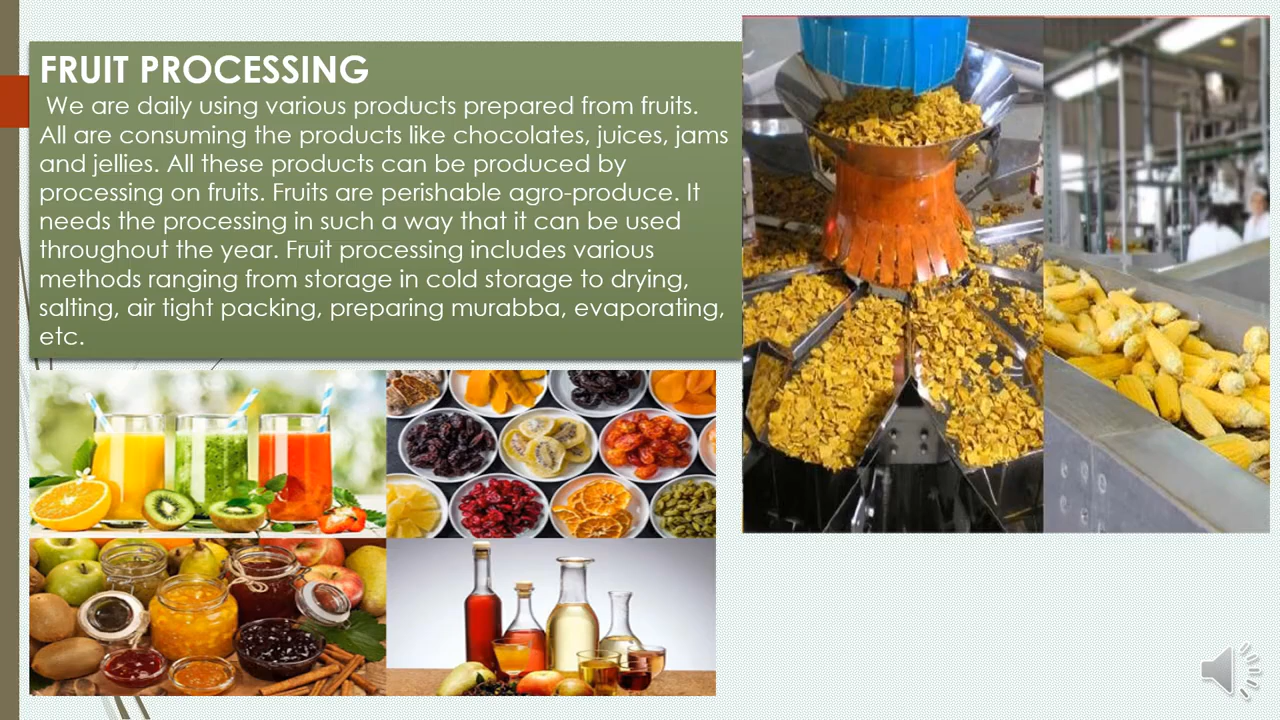 FRUIT PROCESSING
We are daily using various products prepared from fruits.
All are consuming the products like chocolates, juices, jams
and jellies. All these products can be produced by
processing on fruits. Fruits are perishable agro-produce. It
needs the processing in such a way that it can be used
throughout the year. Fruit processing includes various
methods ranging from storage in cold storage to drying,
salting, air tight packing, preparing murabba, evaporating,
etc.